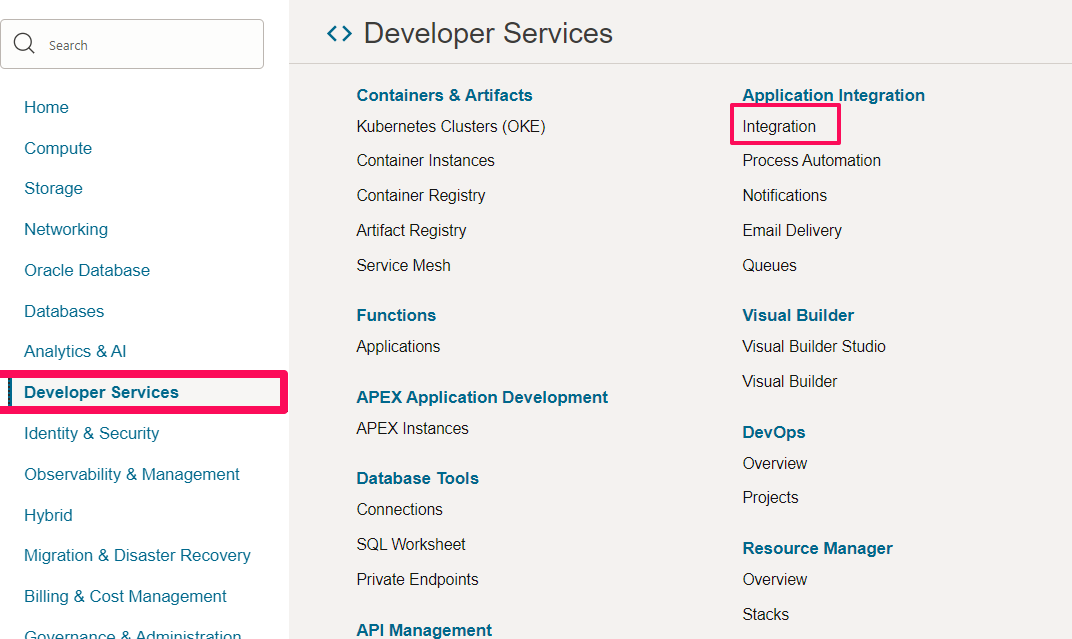 Search
Home
Compute
Storage
Networking
Oracle Database
Databases
Analytics & AI
Developer Services
Identity & Security
Observability & Management
Hybrid
Migration & Disaster Recovery
Billing & Cost Management
Governance & Administration
Developer Services
Containers & Artifacts
Kubernetes Clusters (OKE)
Container Instances
Container Registry
Artifact Registry
Service Mesh
Functions
Applications
APEX Application Development
APEX Instances
Database Tools
Connections
SQL Worksheet
Private Endpoints
API Management
Application Integration
Integration
Process Automation
Notifications
Email Delivery
Queues
Visual Builder
Visual Builder Studio
Visual Builder
DevOps
Overview
Projects
Resource Manager
Overview
Stacks